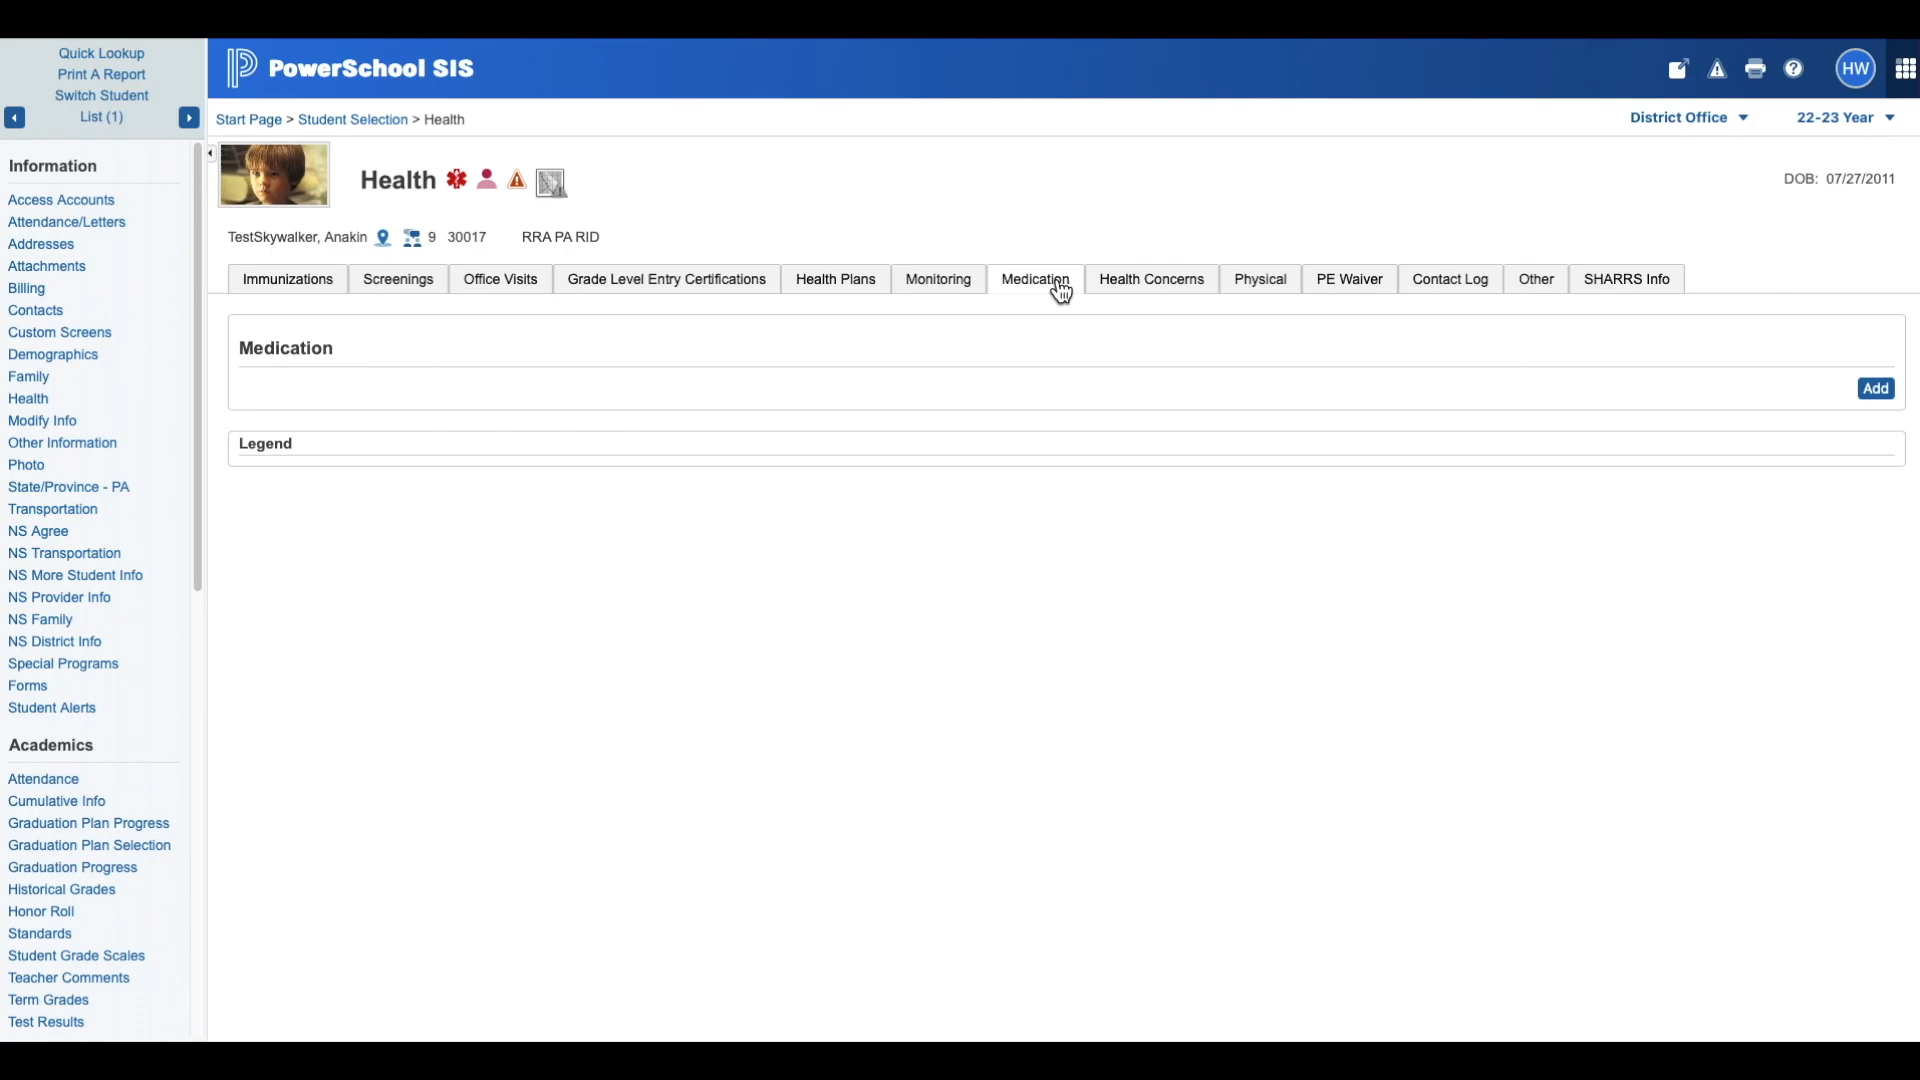 Quick Lookup
Print A Report
Switch Student
List (1)
PowerSchool SIS
HW
Start Page > Student Selection > Health
District Office
22-23 Year
Information
Access Accounts
Attendance/Letters
Addresses
Attachments
Billing
Contacts
Custom Screens
Demographics
Family
Health
Modify Info
Other Information
Photo
State/Province - PA
Transportation
NS Agree
NS Transportation
NS More Student Info
NS Provider Info
NS Family
NS District Info
Special Programs
Forms
Student Alerts
Academics
Attendance
Cumulative Info
Graduation Plan Progress
Graduation Plan Selection
Graduation Progress
Historical Grades
Honor Roll
Standards
Student Grade Scales
Teacher Comments
Term Grades
Test Results
Health
DOB: 07/27/2011
TestSkywalker, Anakin 9 30017 RRA PA RID
Immunizations Screenings Office Visits Grade Level Entry Certifications Health Plans Monitoring Medication Health Concerns Physical PE Waiver Contact Log Other SHARRS Info
Medication
Add
Legend